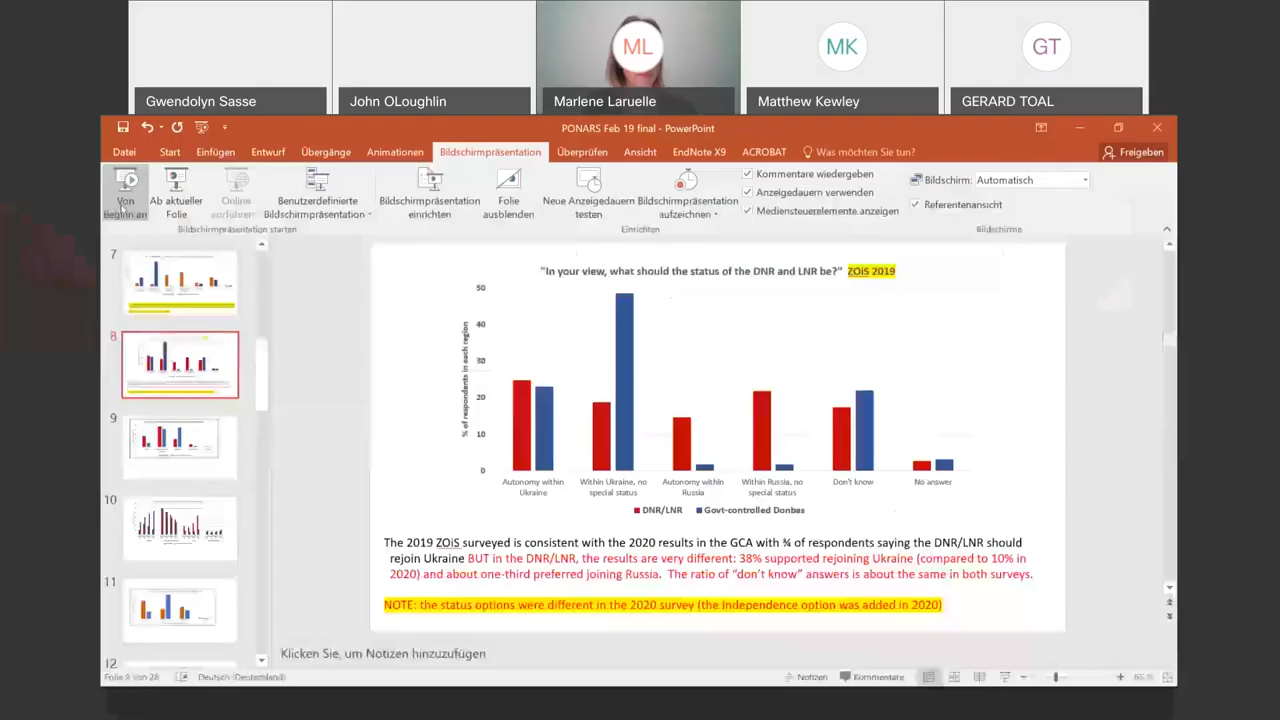 ML
MK
GT
Gwendolyn Sasse
John OLoughlin
Marlene Laruelle
Matthew Kewley
GERARD TOAL
PONARS Feb 19 final - PowerPoint
Datei Start Einfügen Entwurf Übergänge Animationen Bildschirmpräsentation Überprüfen Ansicht EndNote X9 ACROBAT Was möchten Sie tun? Freigeben
Von Beginn an
Ab aktueller Folie
Online vorführen
Benutzerdefinierte Bildschirmpräsentation
Bildschirmpräsentation einrichten
Folie ausblenden
Neue Anzeigedauern testen
Bildschirmpräsentation aufzeichnen
Kommentare wiedergeben
Anzeigedauern verwenden
Mediensteuerelemente anzeigen
Bildschirm: Automatisch
Referentenansicht
Bildschirmpräsentation starten
Einrichten
Bildschirme
7
8
9
10
11
12
"In your view, what should the status of the DNR and LNR be?" ZOiS 2019
% of respondents in each region
50
40
30
20
10
0
Autonomy within Ukraine
Within Ukraine, no special status
Autonomy within Russia
Within Russia, no special status
Don't know
No answer
DNR/LNR Govt-controlled Donbas
The 2019 ZOiS surveyed is consistent with the 2020 results in the GCA with ¾ of respondents saying the DNR/LNR should
rejoin Ukraine BUT in the DNR/LNR, the results are very different: 38% supported rejoining Ukraine (compared to 10% in
2020) and about one-third preferred joining Russia. The ratio of "don't know" answers is about the same in both surveys.
NOTE: the status options were different in the 2020 survey (the Independence option was added in 2020)
Klicken Sie, um Notizen hinzuzufügen
Folie 8 von 28 Deutsch (Deutschland) Notizen Kommentare